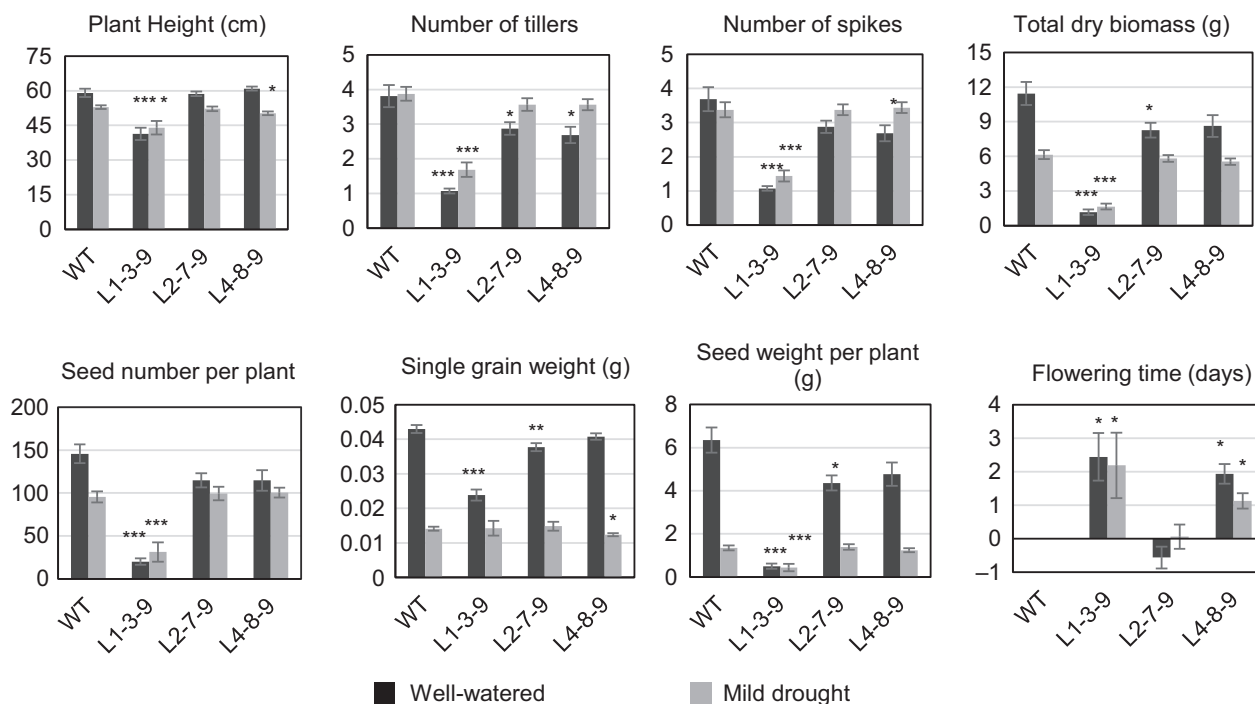 Plant Height (cm)
75
60
45
30
15
0
*** *
*
WT
L1-3-9
L2-7-9
L4-8-9
Number of tillers
5
4
3
2
1
0
***
***
*
*
WT
L1-3-9
L2-7-9
L4-8-9
Number of spikes
5
4
3
2
1
0
***
***
*
WT
L1-3-9
L2-7-9
L4-8-9
Total dry biomass (g)
15
12
9
6
3
0
***
***
*
WT
L1-3-9
L2-7-9
L4-8-9
Seed number per plant
200
150
100
50
0
***
***
WT
L1-3-9
L2-7-9
L4-8-9
Single grain weight (g)
0.05
0.04
0.03
0.02
0.01
0
***
**
*
WT
L1-3-9
L2-7-9
L4-8-9
Seed weight per plant
(g)
8
6
4
2
0
***
***
*
WT
L1-3-9
L2-7-9
L4-8-9
Flowering time (days)
4
3
2
1
0
–1
*
*
*
*
WT
L1-3-9
L2-7-9
L4-8-9
Well-watered
Mild drought